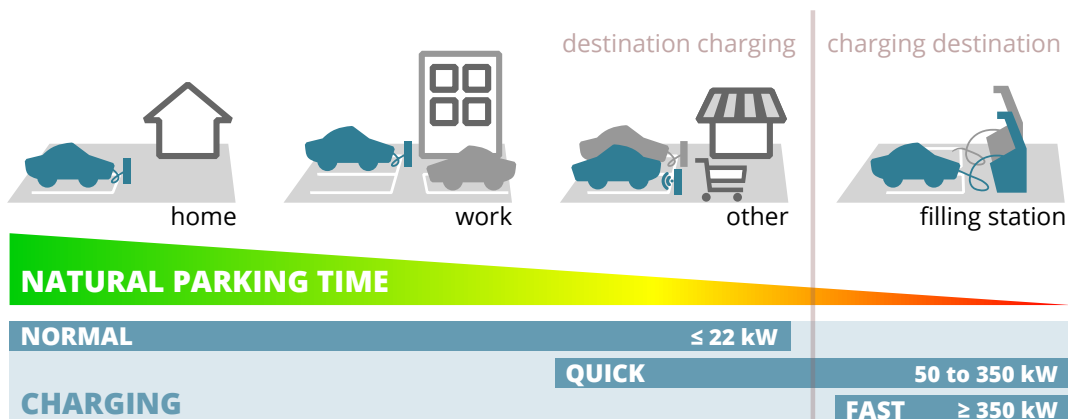 destination charging
charging destination
home
work
other
filling station
NATURAL PARKING TIME
NORMAL ≤ 22 kW
QUICK 50 to 350 kW
CHARGING
FAST ≥ 350 kW